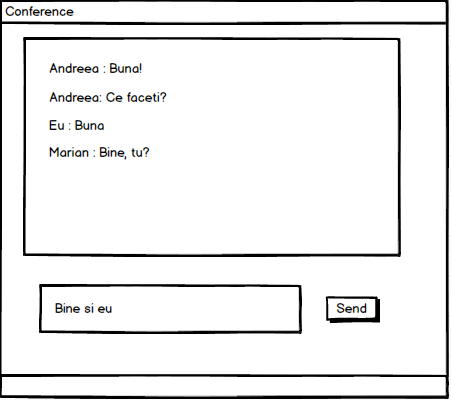 Conference
Andreea : Buna!
Andreea: Ce faceti?
Eu : Buna
Marian : Bine, tu?
Bine si eu
Send